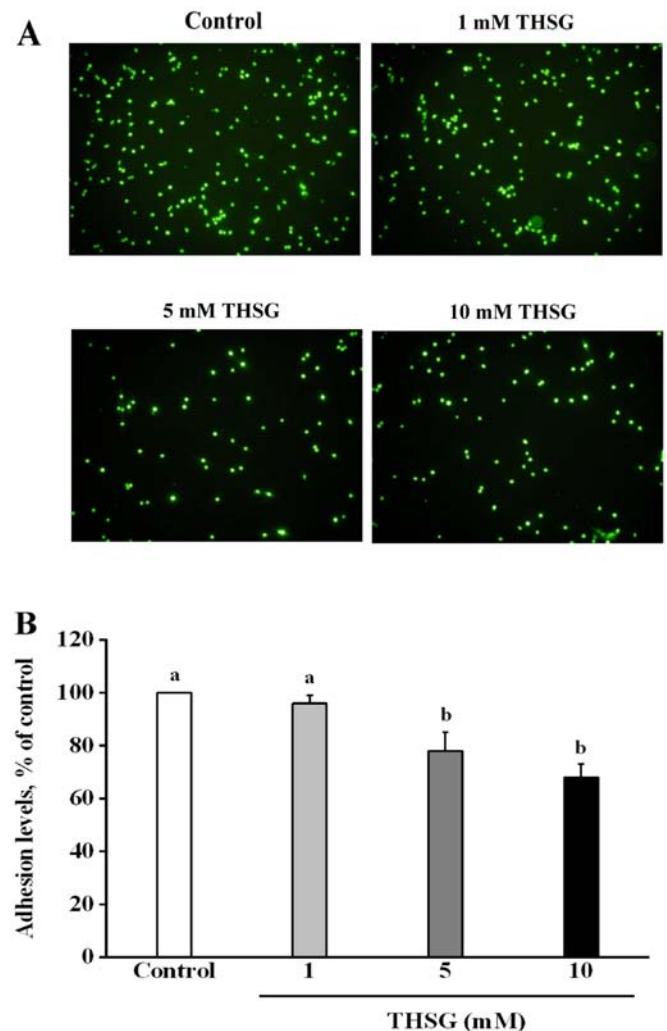 A
Control
1 mM THSG
5 mM THSG
10 mM THSG
B
Adhesion levels, % of control
120
a
a
100
b
80
b
60
40
20
0
Control 1 5 10
THSG (mM)